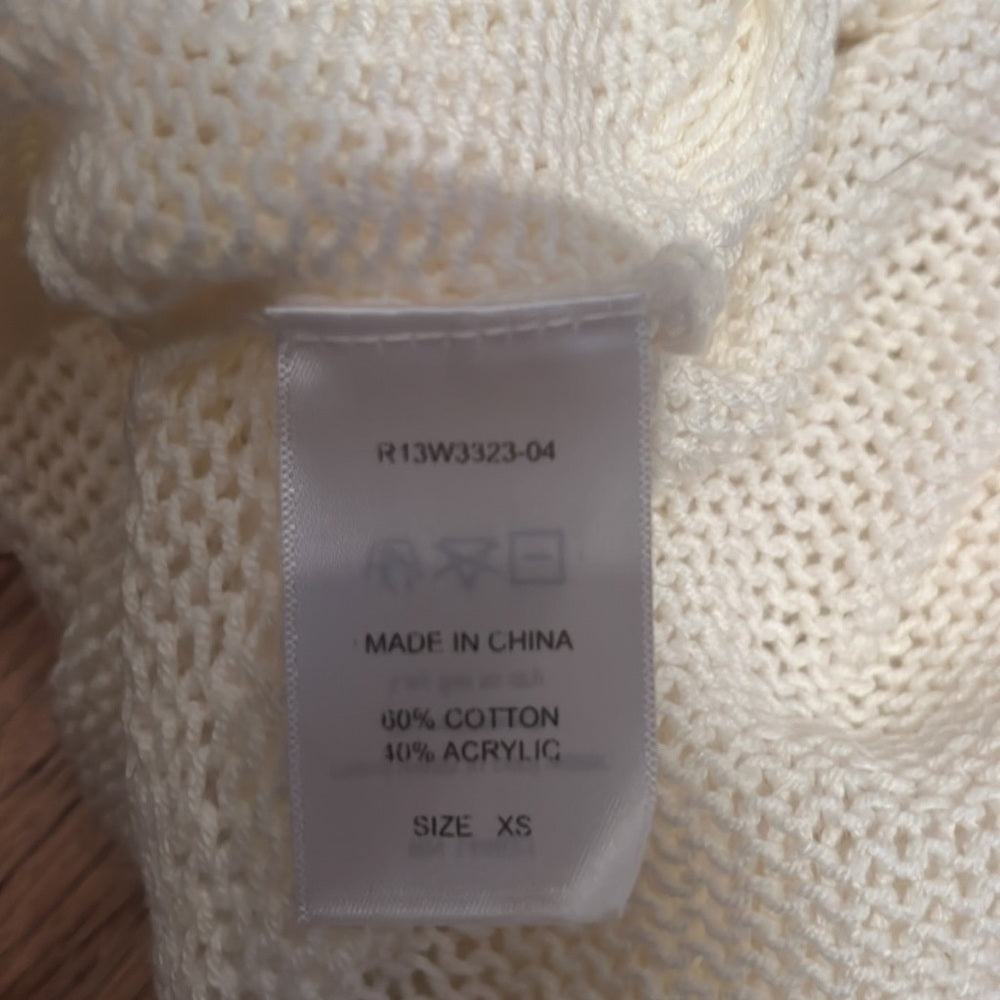 R13W3323-04
MADE IN CHINA
60% COTTON
40% ACRYLIC
SIZE XS